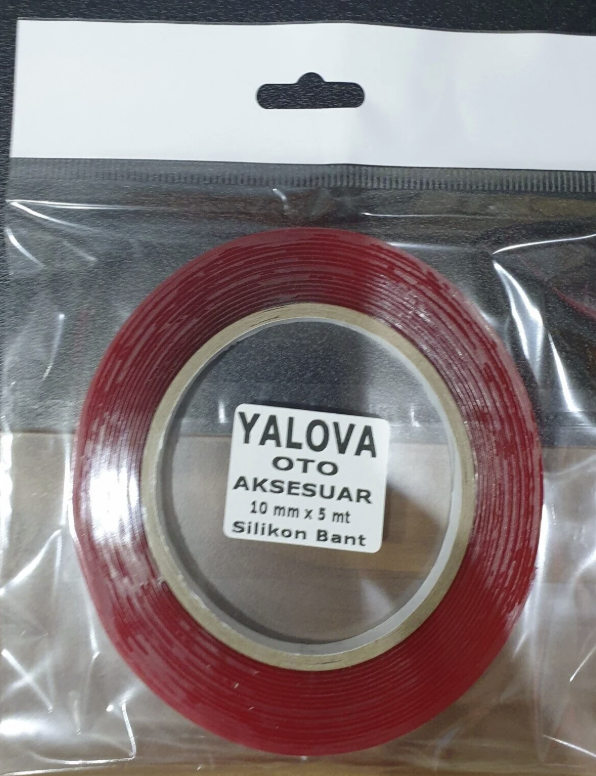 YALOVA
OTO
AKSESUAR
10 mm x 5 mt
Silikon Bant